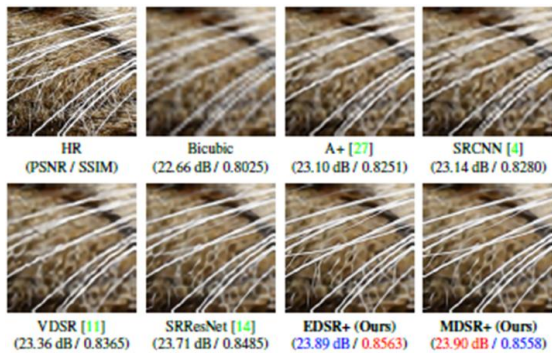 HR
(PSNR / SSIM)
Bicubic
(22.66 dB / 0.8025)
A+ [27]
(23.10 dB / 0.8251)
SRCNN [4]
(23.14 dB / 0.8280)
VDSR [11]
(23.36 dB / 0.8365)
SRResNet [14]
(23.71 dB / 0.8485)
EDSR+ (Ours)
(23.89 dB / 0.8563)
MDSR+ (Ours)
(23.90 dB / 0.8558)